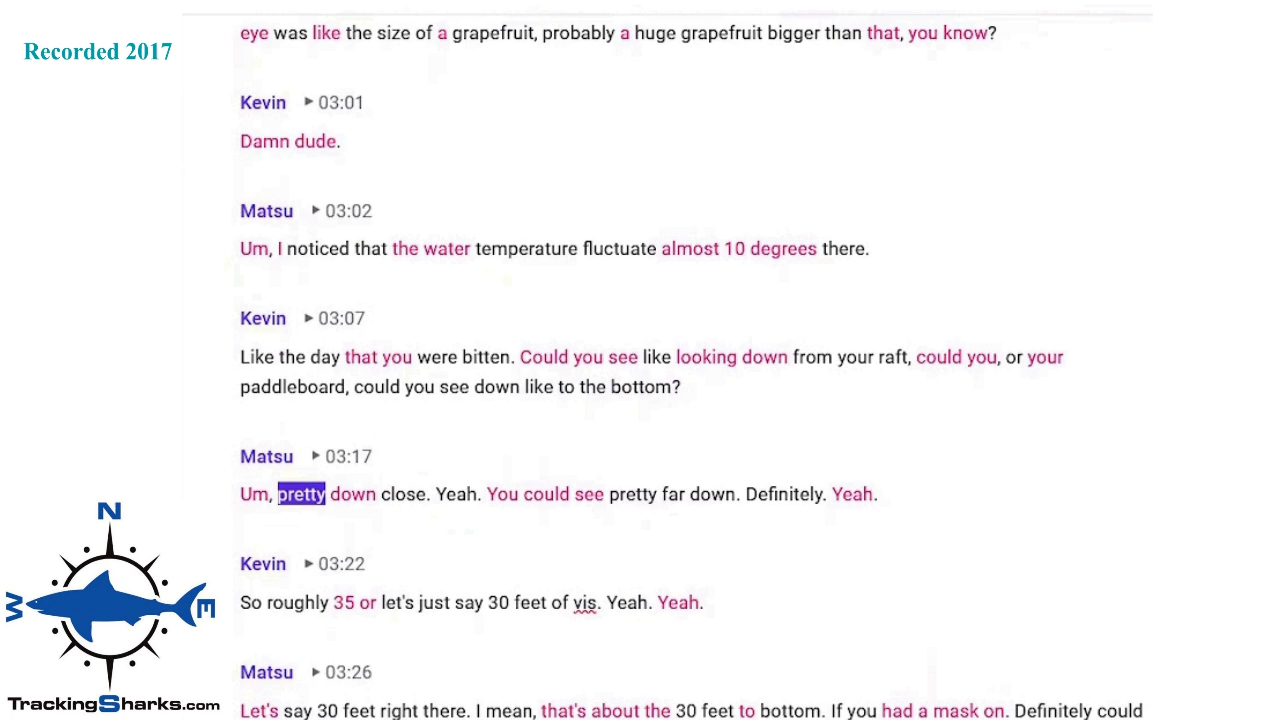 eye was like the size of a grapefruit, probably a huge grapefruit bigger than that, you know?
Recorded 2017
Kevin 03:01
Damn dude.
Matsu 03:02
Um, I noticed that the water temperature fluctuate almost 10 degrees there.
Kevin 03:07
Like the day that you were bitten. Could you see like looking down from your raft, could you, or your
paddleboard, could you see down like to the bottom?
Matsu 03:17
Um, pretty down close. Yeah. You could see pretty far down. Definitely. Yeah.
Kevin 03:22
So roughly 35 or let's just say 30 feet of vis. Yeah. Yeah.
Matsu 03:26
Let's say 30 feet right there. I mean, that's about the 30 feet to bottom. If you had a mask on. Definitely could
N
W
E
TrackingSharks.com